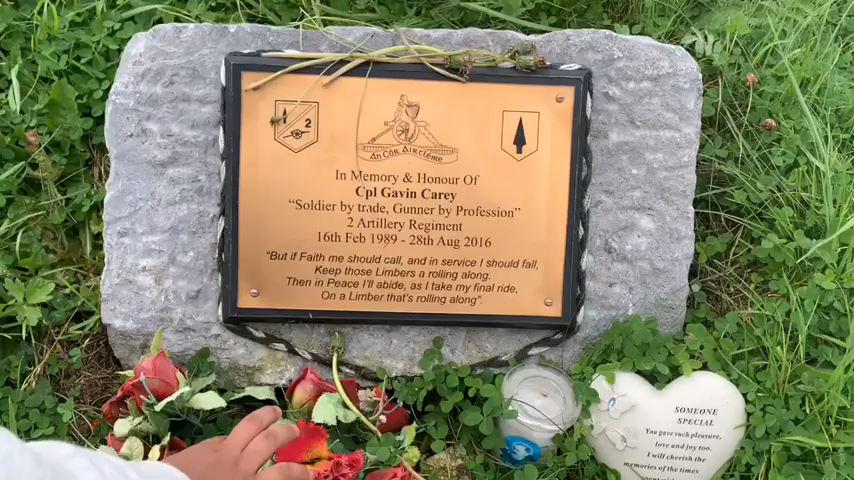 2
An Cór Airtléire
In Memory & Honour Of
Cpl Gavin Carey
"Soldier by trade, Gunner by Profession"
2 Artillery Regiment
16th Feb 1989 - 28th Aug 2016
"But if Faith me should call, and in service I should fall,
Keep those Limbers a rolling along.
Then in Peace I'll abide, as I take my final ride,
On a Limber that's rolling along".
SOMEONE
SPECIAL
You gave such pleasure,
love and joy too.
I will cherish the
memories of the times